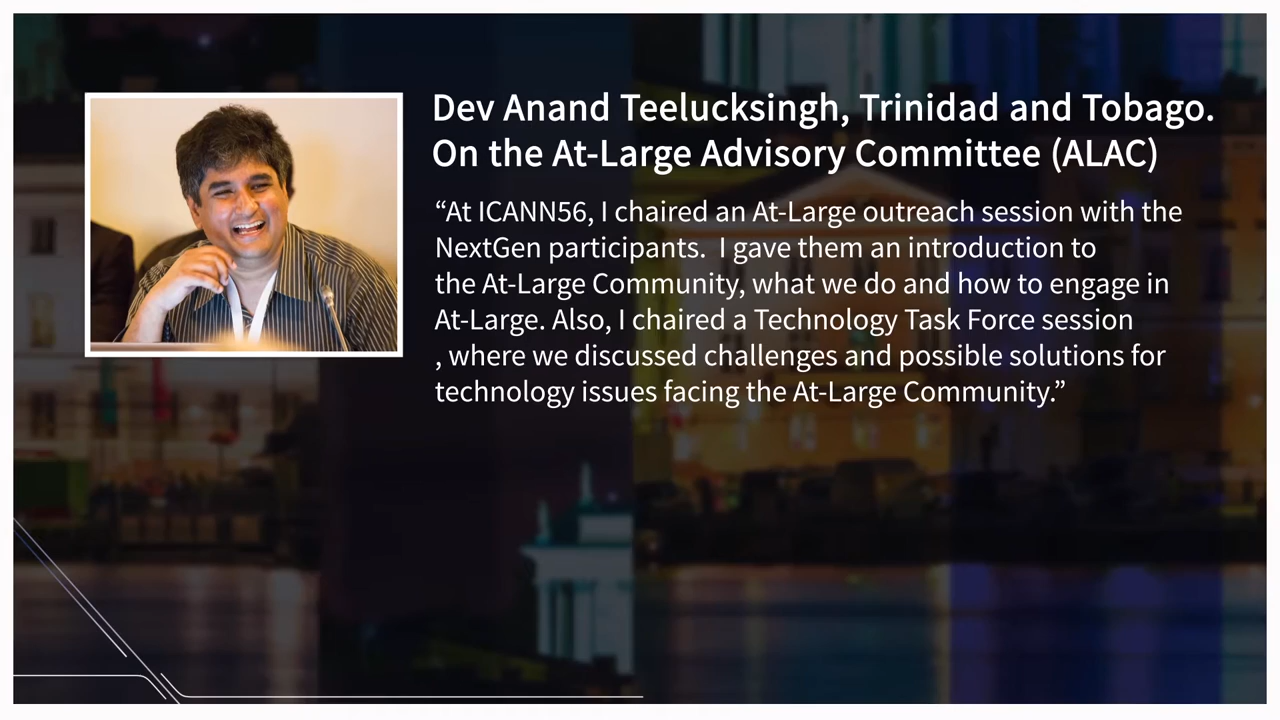 Dev Anand Teelucksingh, Trinidad and Tobago.
On the At-Large Advisory Committee (ALAC)
“At ICANN56, I chaired an At-Large outreach session with the
NextGen participants.  I gave them an introduction to
the At-Large Community, what we do and how to engage in
At-Large. Also, I chaired a Technology Task Force session
, where we discussed challenges and possible solutions for
technology issues facing the At-Large Community.”